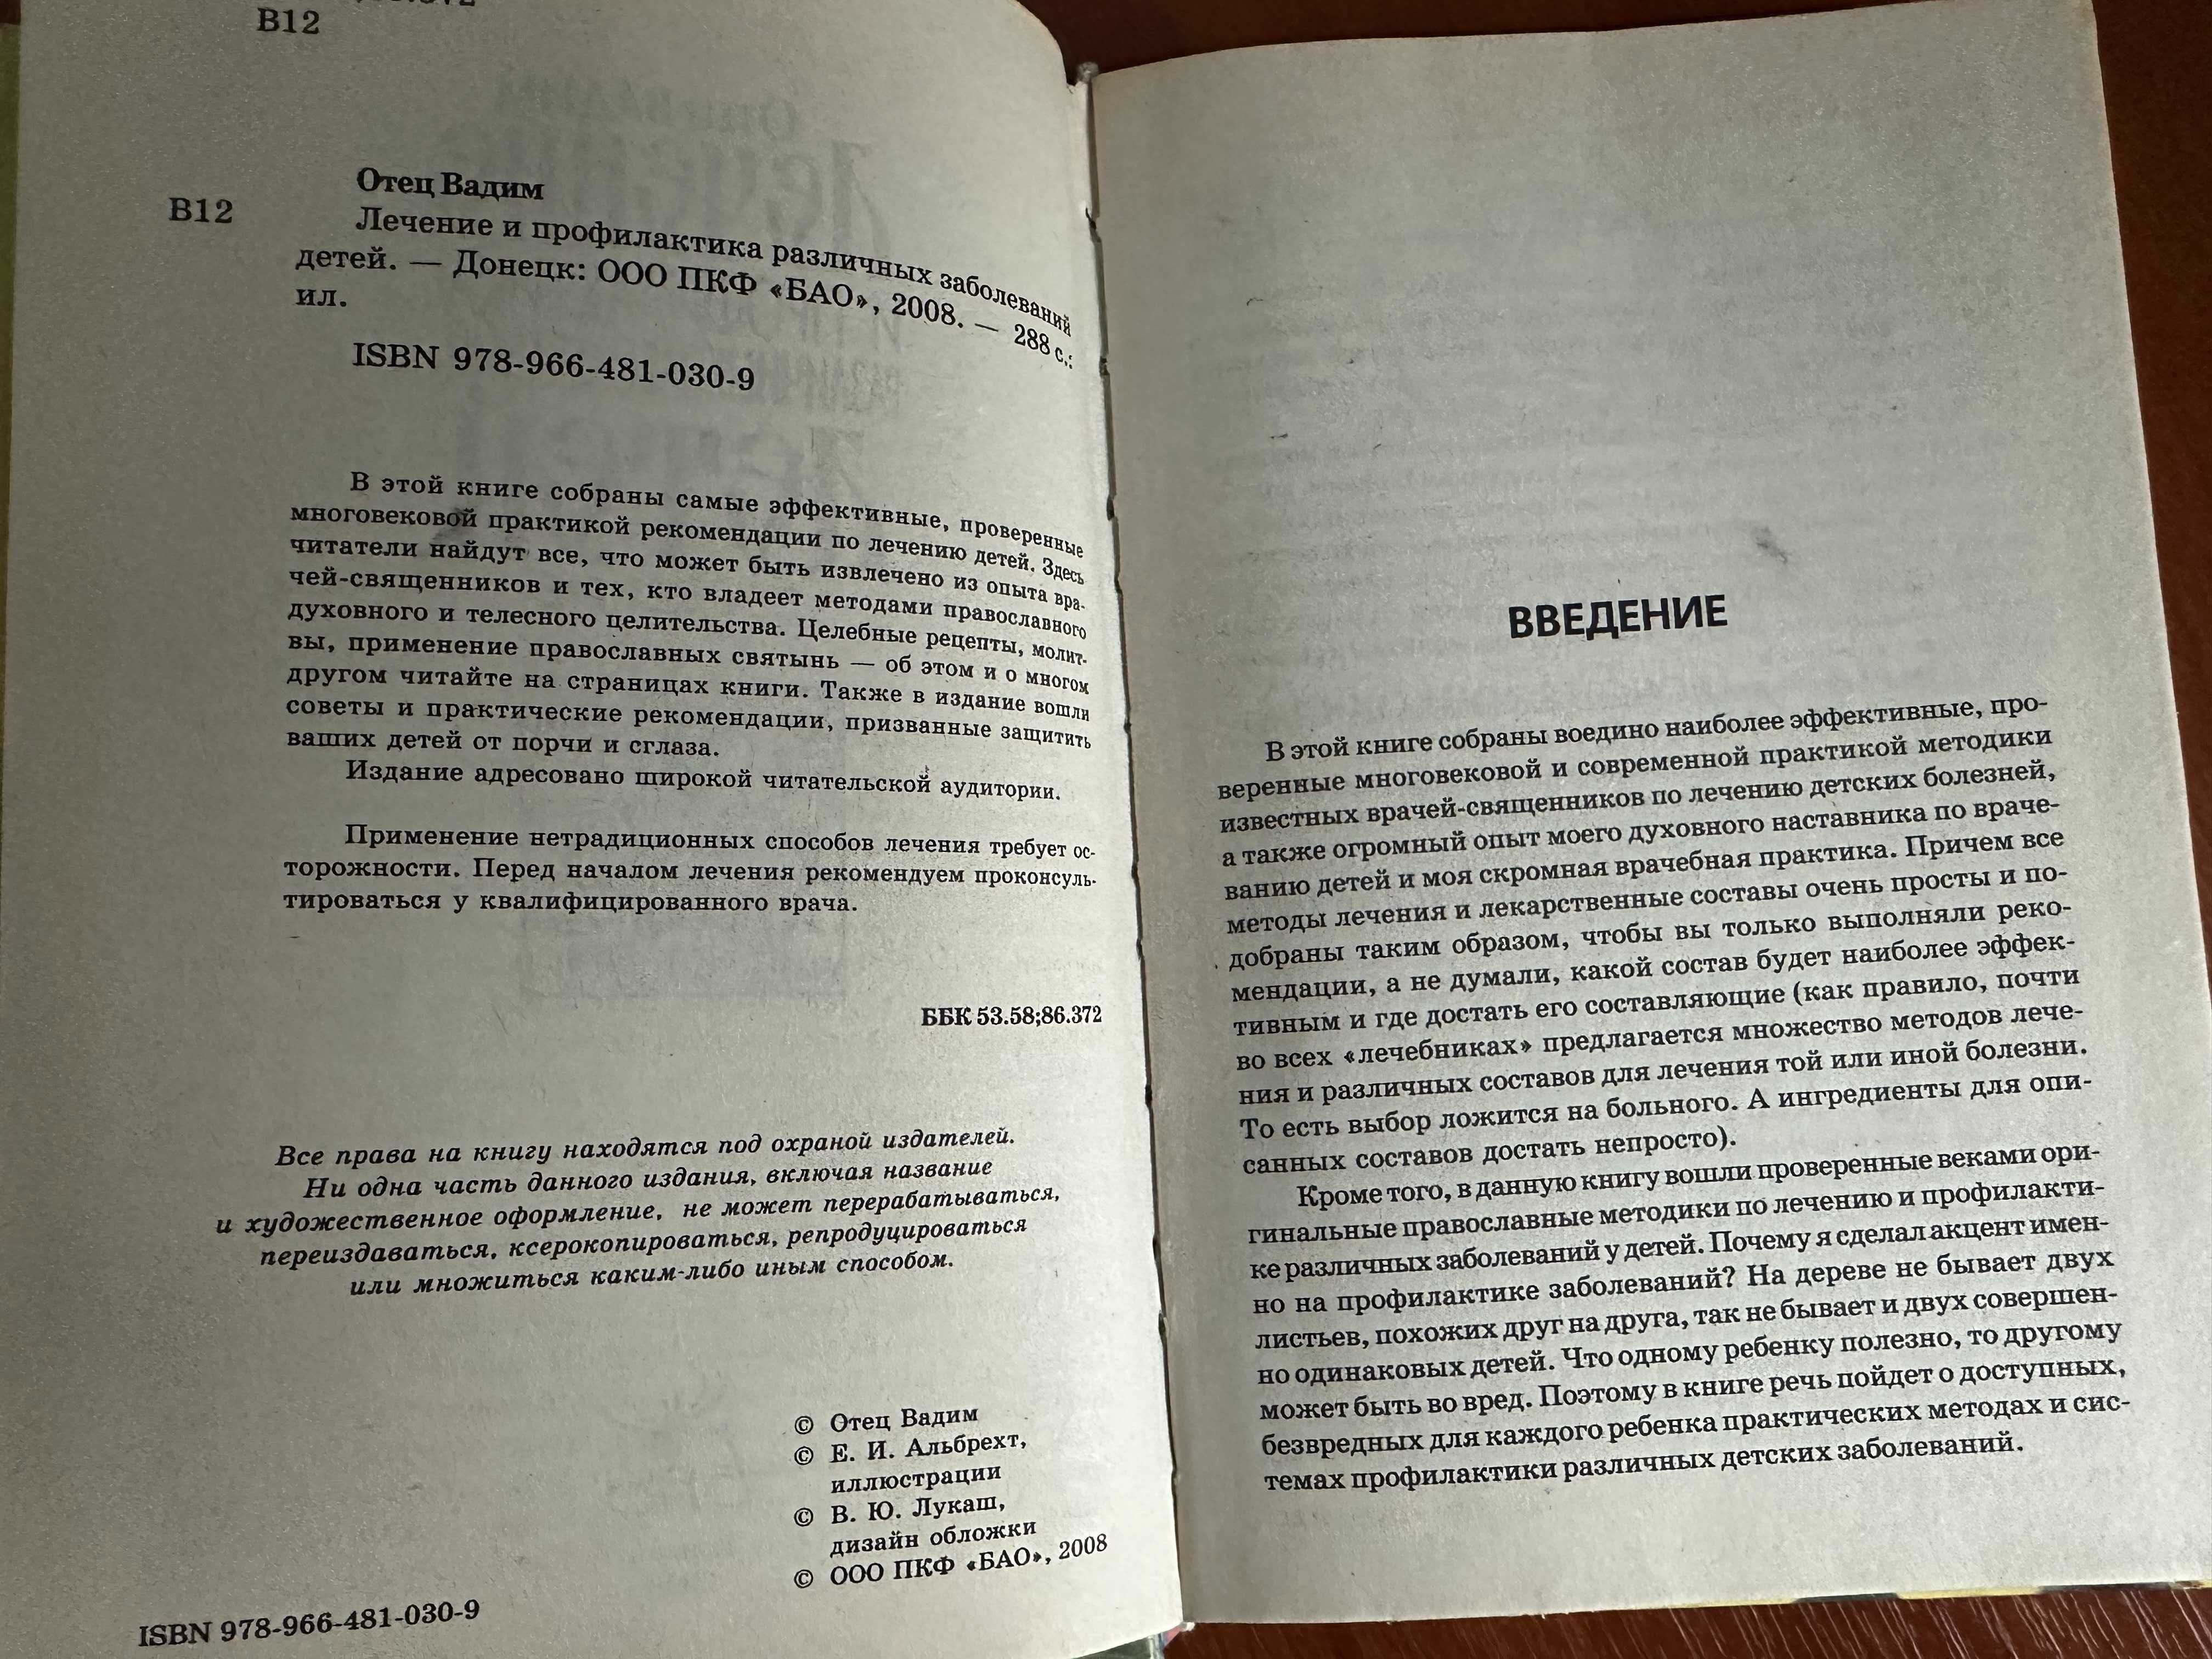 В12
Отец Вадим
В12
Лечение и профилактика различных заболеваний
детей. — Донецк: ООО ПКФ «БАО», 2008. — 288 с.:
ил.
ISBN 978-966-481-030-9
В этой книге собраны самые эффективные, проверенные
многовековой практикой рекомендации по лечению детей. Здесь
читатели найдут все, что может быть извлечено из опыта вра-
чей-священников и тех, кто владеет методами православного
духовного и телесного целительства. Целебные рецепты, молит-
вы, применение православных святынь — об этом и о многом
другом читайте на страницах книги. Также в издание вошли
советы и практические рекомендации, призванные защитить
ваших детей от порчи и сглаза.
Издание адресовано широкой читательской аудитории.
Применение нетрадиционных способов лечения требует ос-
торожности. Перед началом лечения рекомендуем проконсуль-
тироваться у квалифицированного врача.
ББК 53.58;86.372
Все права на книгу находятся под охраной издателей.
Ни одна часть данного издания, включая название
и художественное оформление, не может перерабатываться,
переиздаваться, ксерокопироваться, репродуцироваться
или множиться каким-либо иным способом.
© Отец Вадим
© Е. И. Альбрехт,
иллюстрации
© В. Ю. Лукаш,
дизайн обложки
© ООО ПКФ «БАО», 2008
ISBN 978-966-481-030-9
ВВЕДЕНИЕ
В этой книге собраны воедино наиболее эффективные, про-
веренные многовековой и современной практикой методики
известных врачей-священников по лечению детских болезней,
а также огромный опыт моего духовного наставника по враче-
ванию детей и моя скромная врачебная практика. Причем все
методы лечения и лекарственные составы очень просты и по-
добраны таким образом, чтобы вы только выполняли реко-
мендации, а не думали, какой состав будет наиболее эффек-
тивным и где достать его составляющие (как правило, почти
во всех «лечебниках» предлагается множество методов лече-
ния и различных составов для лечения той или иной болезни.
То есть выбор ложится на больного. А ингредиенты для опи-
санных составов достать непросто).
Кроме того, в данную книгу вошли проверенные веками ори-
гинальные православные методики по лечению и профилакти-
ке различных заболеваний у детей. Почему я сделал акцент имен-
но на профилактике заболеваний? На дереве не бывает двух
листьев, похожих друг на друга, так не бывает и двух совершен-
но одинаковых детей. Что одному ребенку полезно, то другому
может быть во вред. Поэтому в книге речь пойдет о доступных,
безвредных для каждого ребенка практических методах и сис-
темах профилактики различных детских заболеваний.